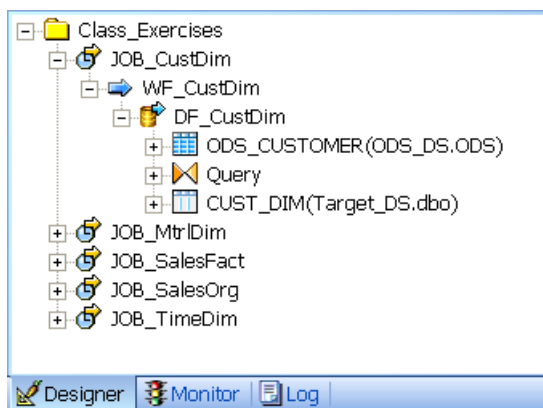 Class_Exercises
JOB_CustDim
WF_CustDim
DF_CustDim
ODS_CUSTOMER(ODS_DS.ODS)
Query
CUST_DIM(Target_DS.dbo)
JOB_MtrlDim
JOB_SalesFact
JOB_SalesOrg
JOB_TimeDim
Designer Monitor Log